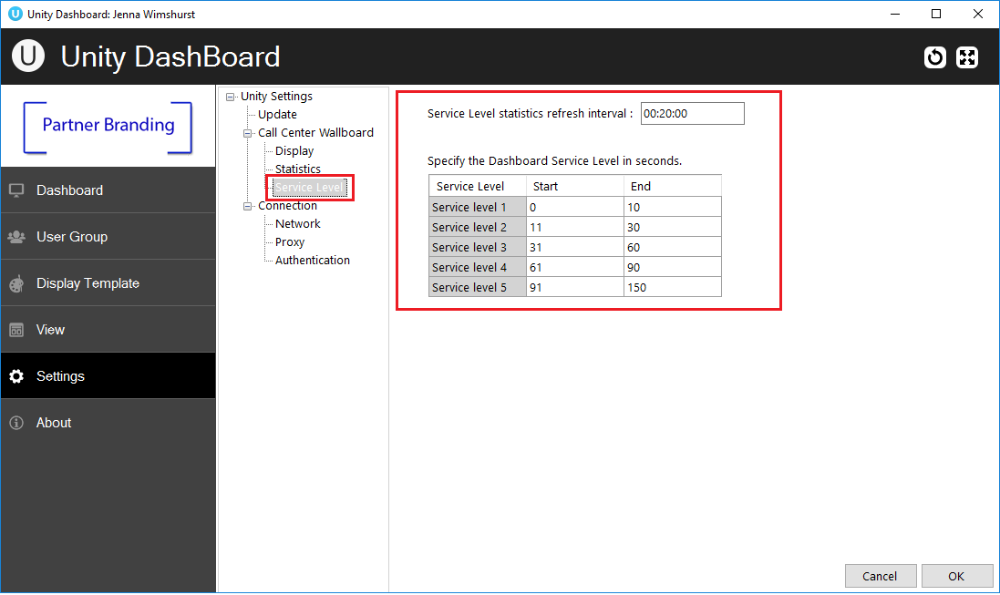 Unity Dashboard: Jenna Wimshurst
Unity DashBoard
Partner Branding
Dashboard
User Group
Display Template
View
Settings
About
Unity Settings
Update
Call Center Wallboard
Display
Statistics
Service Level
Connection
Network
Proxy
Authentication
Service Level statistics refresh interval : 00:20:00
Specify the Dashboard Service Level in seconds.
Service Level Start End
Service level 1 0 10
Service level 2 11 30
Service level 3 31 60
Service level 4 61 90
Service level 5 91 150
Cancel OK